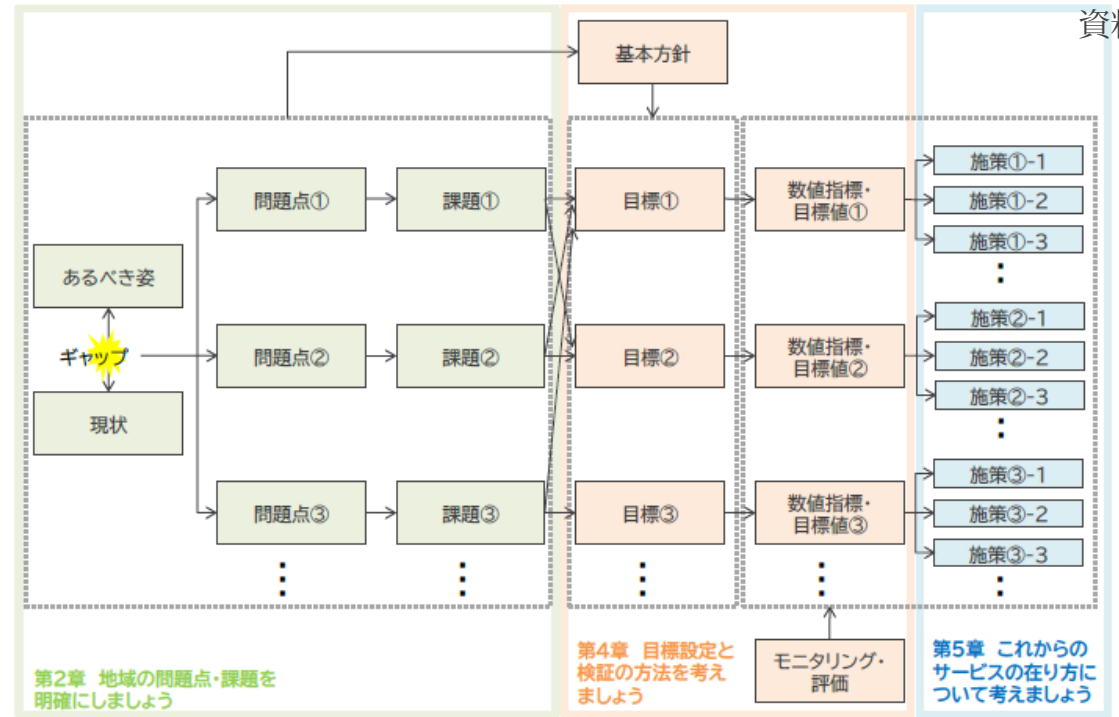 資料
基本方針
問題点①
課題①
目標①
数値指標・
目標値①
施策①-1
施策①-2
施策①-3
⋮
あるべき姿
ギャップ
現状
問題点②
課題②
目標②
数値指標・
目標値②
施策②-1
施策②-2
施策②-3
⋮
問題点③
課題③
目標③
数値指標・
目標値③
施策③-1
施策③-2
施策③-3
⋮
⋮
⋮
⋮
⋮
第2章 地域の問題点・課題を
明確にしましょう
第4章 目標設定と
検証の方法を考え
ましょう
モニタリング・
評価
第5章 これからの
サービスの在り方に
ついて考えましょう